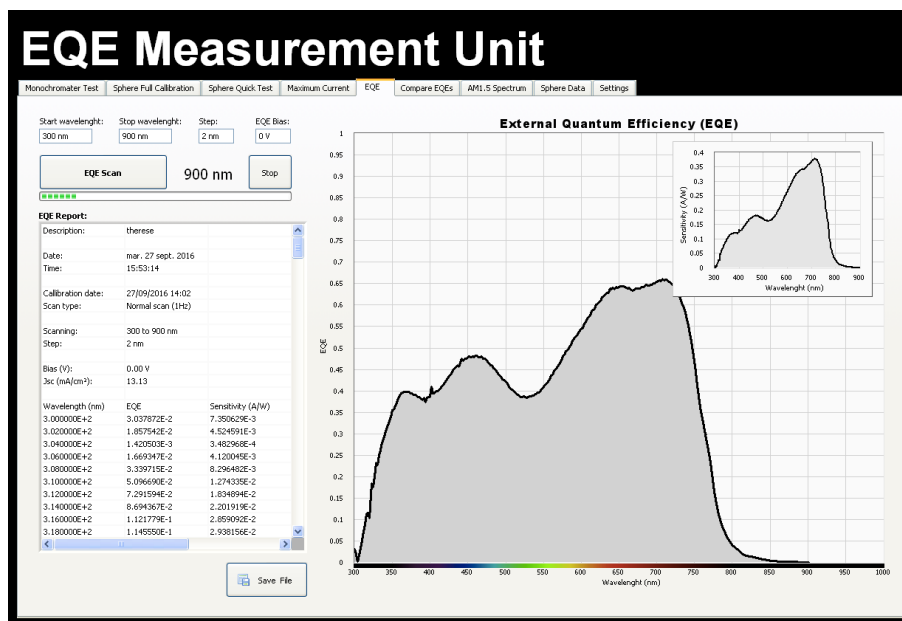 EQE Measurement Unit
Monochromater Test Sphere Full Callibration Sphere Quick Test Maximum Current EQE Compare EQEs AM1.5 Spectrum Sphere Data Settings
Start wavelenght: Stop wavelenght: Step: EQE Bias:
300 nm 900 nm 2 nm 0 V
EQE Scan 900 nm Stop
EQE Report:
Description: therese
Date: mar. 27 sept. 2016
Time: 15:53:14
Callibration date: 27/09/2016 14:02
Scan type: Normal scan (1Hz)
Scanning: 300 to 900 nm
Step: 2 nm
Bias (V): 0.00 V
Jsc (mA/cm²): 13.13
Wavelength (nm) EQE Sensitivity (A/W)
3.000000E+2 3.037872E-2 7.350629E-3
3.020000E+2 1.857542E-2 4.524591E-3
3.040000E+2 1.420503E-3 3.482968E-4
3.060000E+2 1.669347E-2 4.120045E-3
3.080000E+2 3.339715E-2 8.296482E-3
3.100000E+2 5.096690E-2 1.274335E-2
3.120000E+2 7.291594E-2 1.834894E-2
3.140000E+2 8.694367E-2 2.201919E-2
3.160000E+2 1.121779E-1 2.859092E-2
3.180000E+2 1.145550E-1 2.938156E-2
Save File
External Quantum Efficiency (EQE)
1
0.95
0.9
0.85
0.8
0.75
0.7
0.65
0.6
0.55
0.5
0.45
0.4
0.35
0.3
0.25
0.2
0.15
0.1
0.05
0
EQE
300 350 400 450 500 550 600 650 700 750 800 850 900 950 1000
Wavelenght (nm)
0.4
0.35
0.3
0.25
0.2
0.15
0.1
0.05
0
Sensitivity (A/W)
300 400 500 600 700 800 900
Wavelenght (nm)